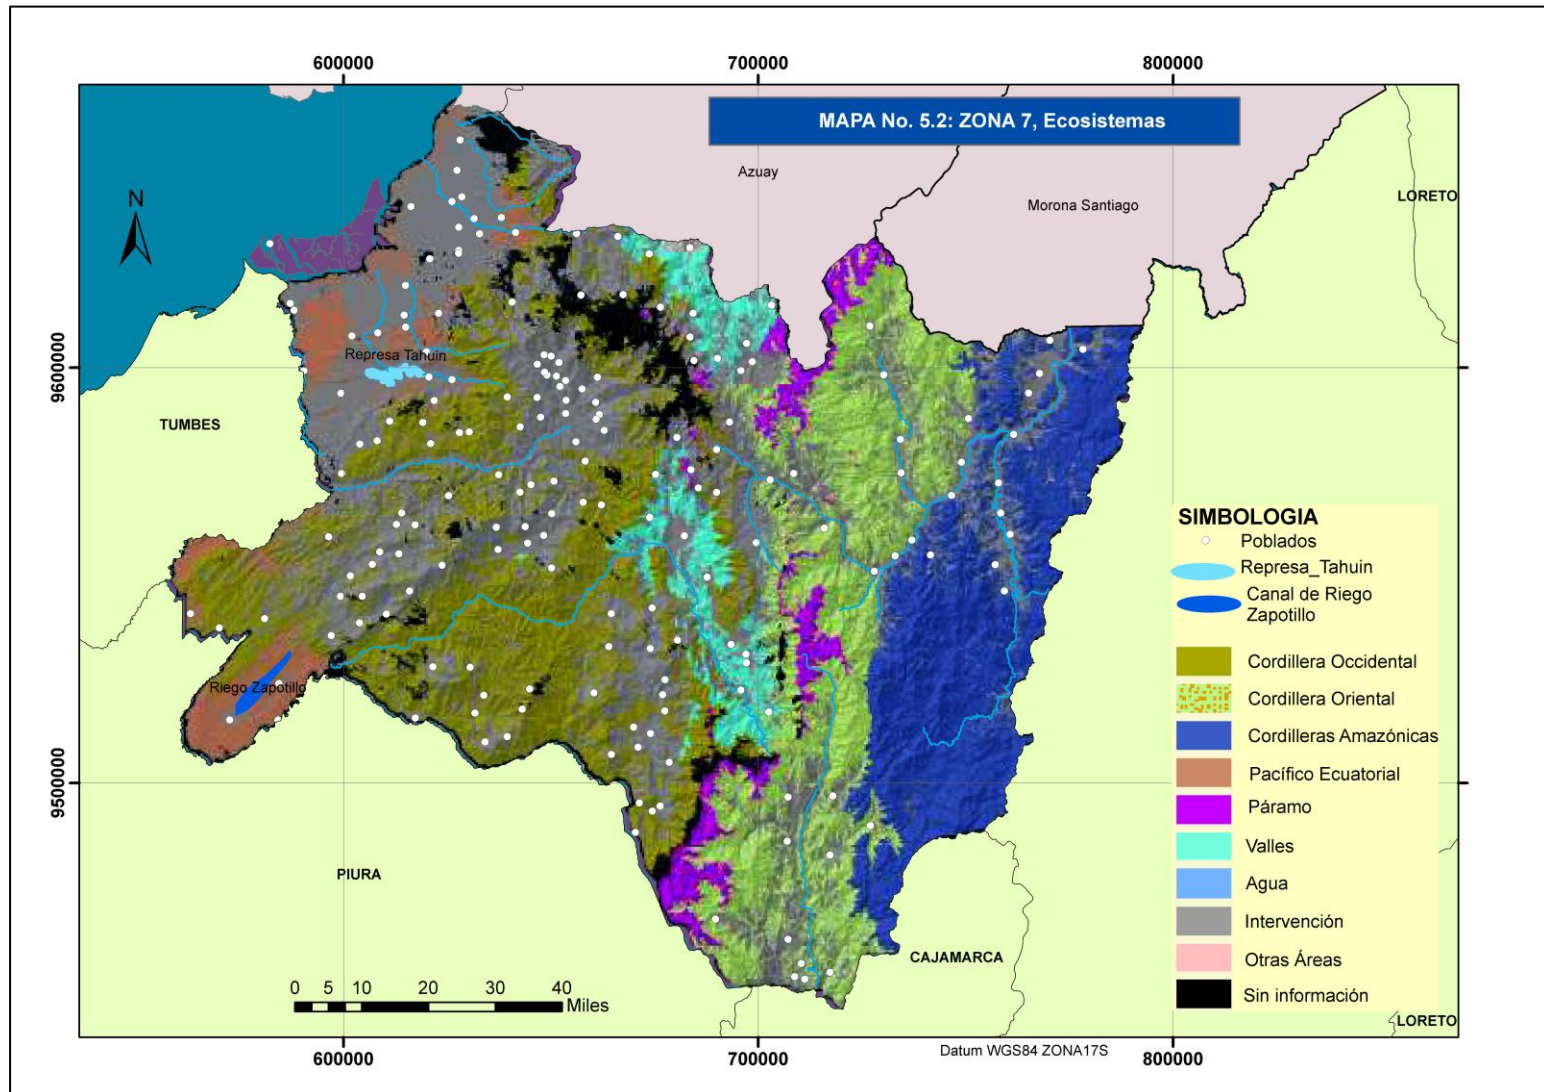 600000
700000
800000
MAPA No. 5.2: ZONA 7, Ecosistemas
Azuay
N
LORETO
Morona Santiago
Represa Tahuin
9600000
9600000
TUMBES
SIMBOLOGIA
Poblados
Represa_Tahuin
Canal de Riego
Zapotillo
Cordillera Occidental
Riego Zapotillo
Cordillera Oriental
Cordilleras Amazónicas
Pacífico Ecuatorial
9500000
9500000
Páramo
Valles
PIURA
Agua
Intervención
CAJAMARCA
Otras Áreas
0 5 10 20 30 40
Miles
Sin información
LORETO
Datum WGS84 ZONA17S
600000
700000
800000